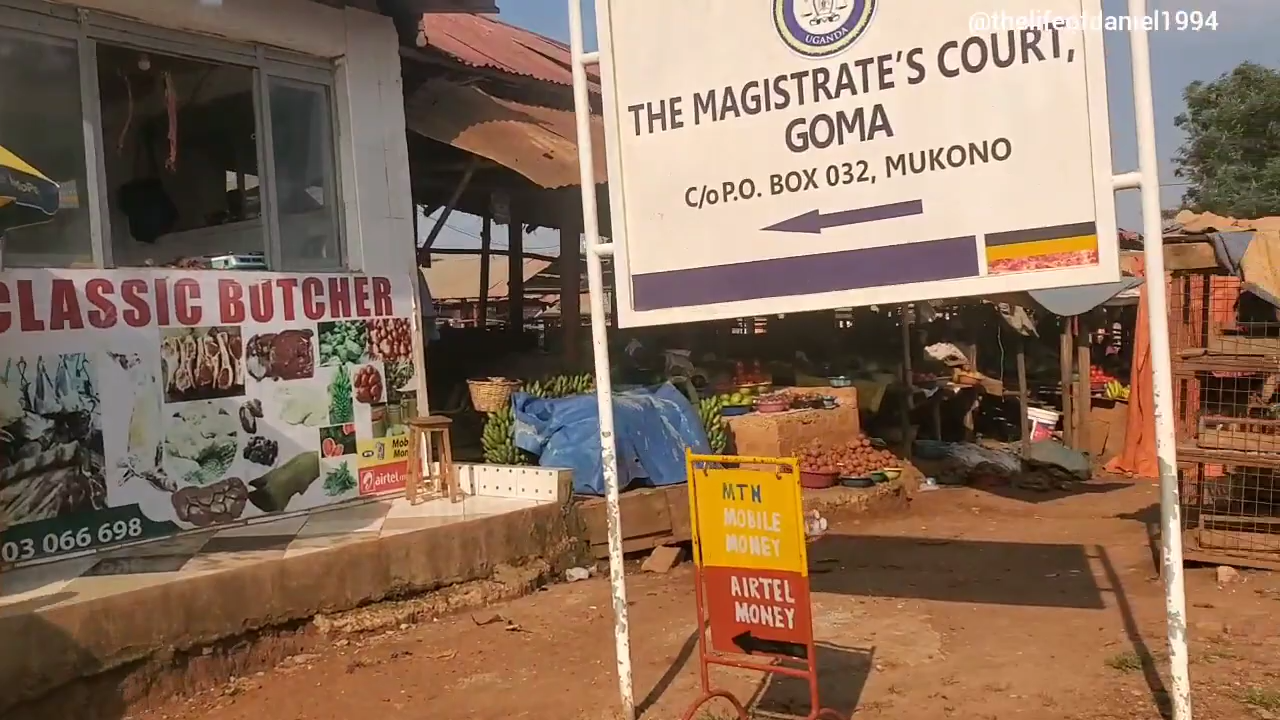 @thelifeofdaniel1994
UGANDA
THE MAGISTRATE'S COURT,
GOMA
C/o P.O. BOX 032, MUKONO
CLASSIC BUTCHER
03 066 698
airtel
MTN
MOBILE
MONEY
AIRTEL
MONEY